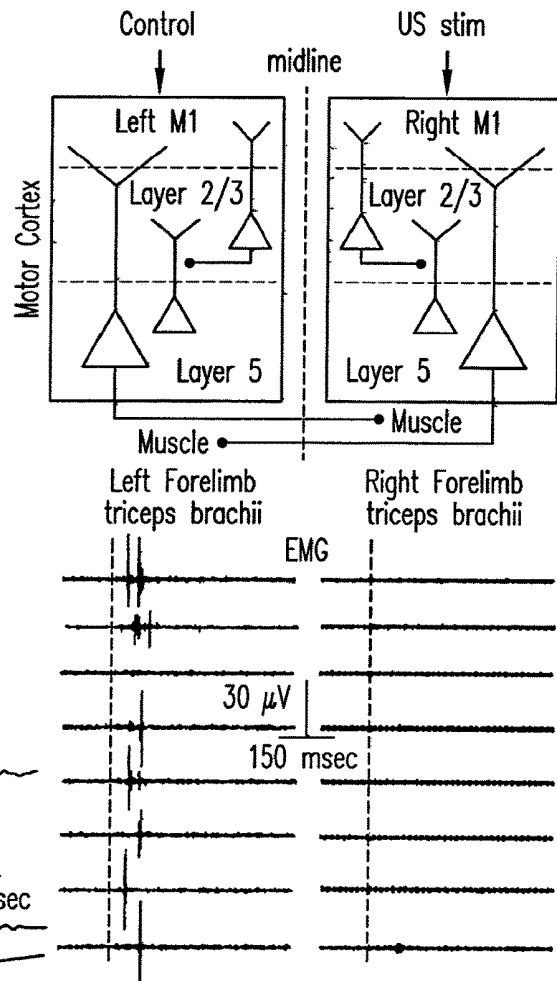 Control
US stim
midline
Left M1
Right M1
Layer 2/3
Layer 2/3
Motor Cortex
Layer 5
Layer 5
Muscle
Muscle
Left Forelimb
triceps brachii
Right Forelimb
triceps brachii
EMG
30 μV
150 msec